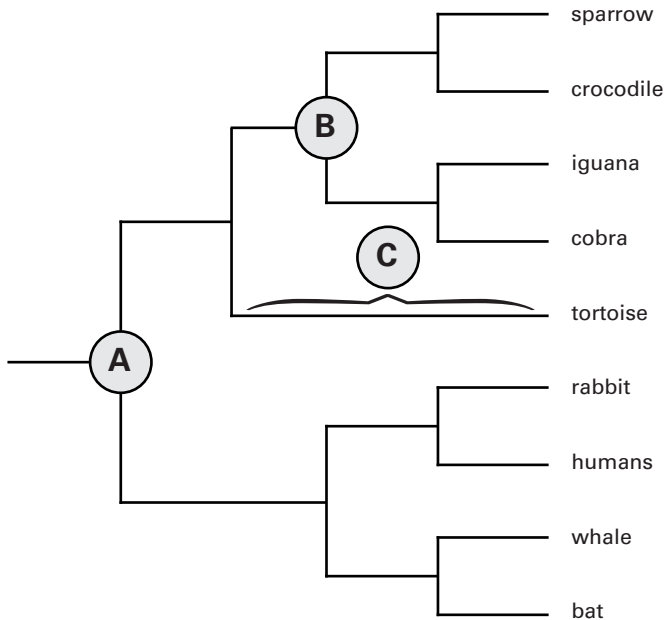 sparrow
crocodile
B
iguana
cobra
C
tortoise
A
rabbit
humans
whale
bat